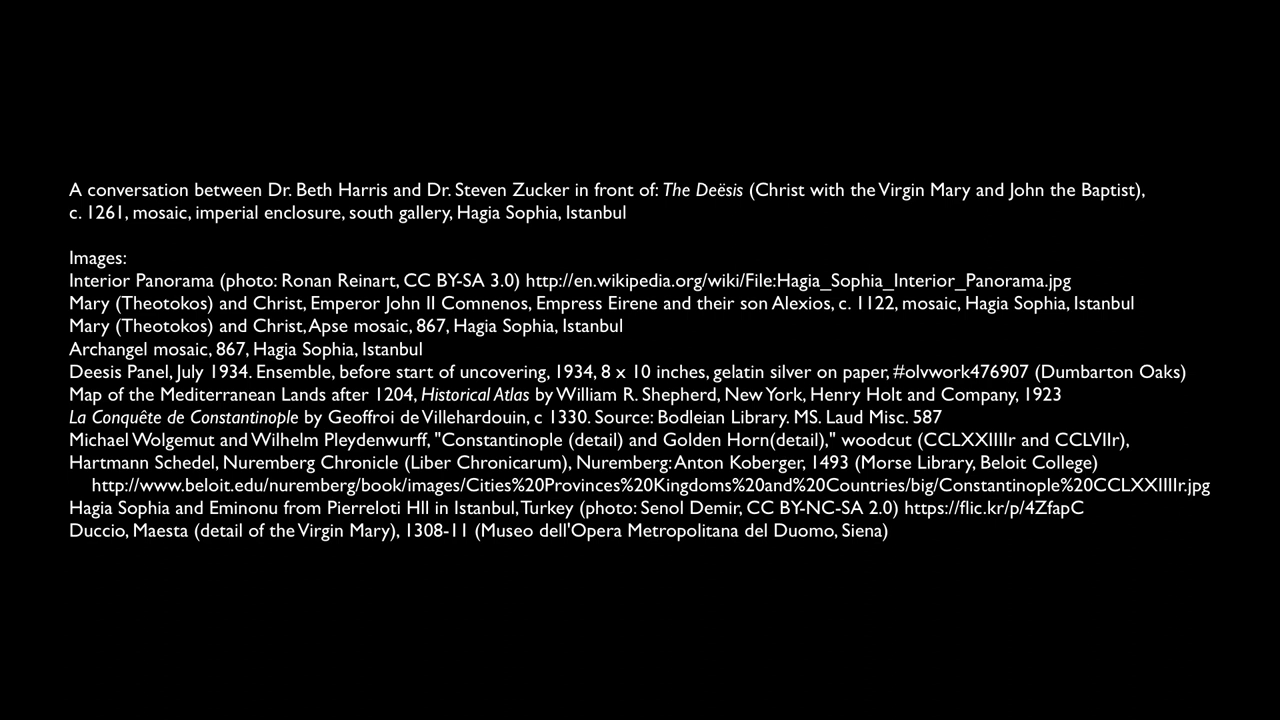 A conversation between Dr. Beth Harris and Dr. Steven Zucker in front of: The Deësis (Christ with the Virgin Mary and John the Baptist),
c. 1261, mosaic, imperial enclosure, south gallery, Hagia Sophia, Istanbul
Images:
Interior Panorama (photo: Ronan Reinart, CC BY-SA 3.0) http://en.wikipedia.org/wiki/File:Hagia_Sophia_Interior_Panorama.jpg
Mary (Theotokos) and Christ, Emperor John II Comnenos, Empress Eirene and their son Alexios, c. 1122, mosaic, Hagia Sophia, Istanbul
Mary (Theotokos) and Christ, Apse mosaic, 867, Hagia Sophia, Istanbul
Archangel mosaic, 867, Hagia Sophia, Istanbul
Deesis Panel, July 1934. Ensemble, before start of uncovering, 1934, 8 x 10 inches, gelatin silver on paper, #olvwork476907 (Dumbarton Oaks)
Map of the Mediterranean Lands after 1204, Historical Atlas by William R. Shepherd, New York, Henry Holt and Company, 1923
La Conquête de Constantinople by Geoffroi de Villehardouin, c 1330. Source: Bodleian Library. MS. Laud Misc. 587
Michael Wolgemut and Wilhelm Pleydenwurff, "Constantinople (detail) and Golden Horn(detail)," woodcut (CCLXXIIIIr and CCLVIIr),
Hartmann Schedel, Nuremberg Chronicle (Liber Chronicarum), Nuremberg: Anton Koberger, 1493 (Morse Library, Beloit College)
http://www.beloit.edu/nuremberg/book/images/Cities%20Provinces%20Kingdoms%20and%20Countries/big/Constantinople%20CCLXXIIIIr.jpg
Hagia Sophia and Eminonu from Pierreloti HIl in Istanbul, Turkey (photo: Senol Demir, CC BY-NC-SA 2.0) https://flic.kr/p/4ZfapC
Duccio, Maesta (detail of the Virgin Mary), 1308-11 (Museo dell'Opera Metropolitana del Duomo, Siena)